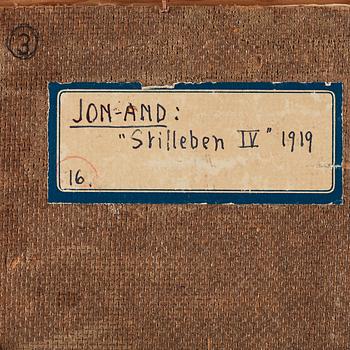 3
JON-AND:
"Stilleben IV" 1919
16.